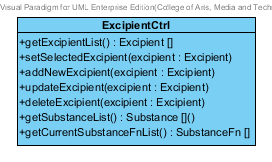 Visual Paradigm for UML Enterprise Edition(College of Arts, Media and Tech
ExcipientCtrl
+getExcipientList() : Excipient []
+setSelectedExcipient(excipient : Excipient)
+addNewExcipient(excipient : Excipient)
+updateExcipient(excipient : Excipient)
+deleteExcipient(excipient : Excipient)
+getSubstanceList() : Substance []()
+getCurrentSubstanceFnList() : SubstanceFn []